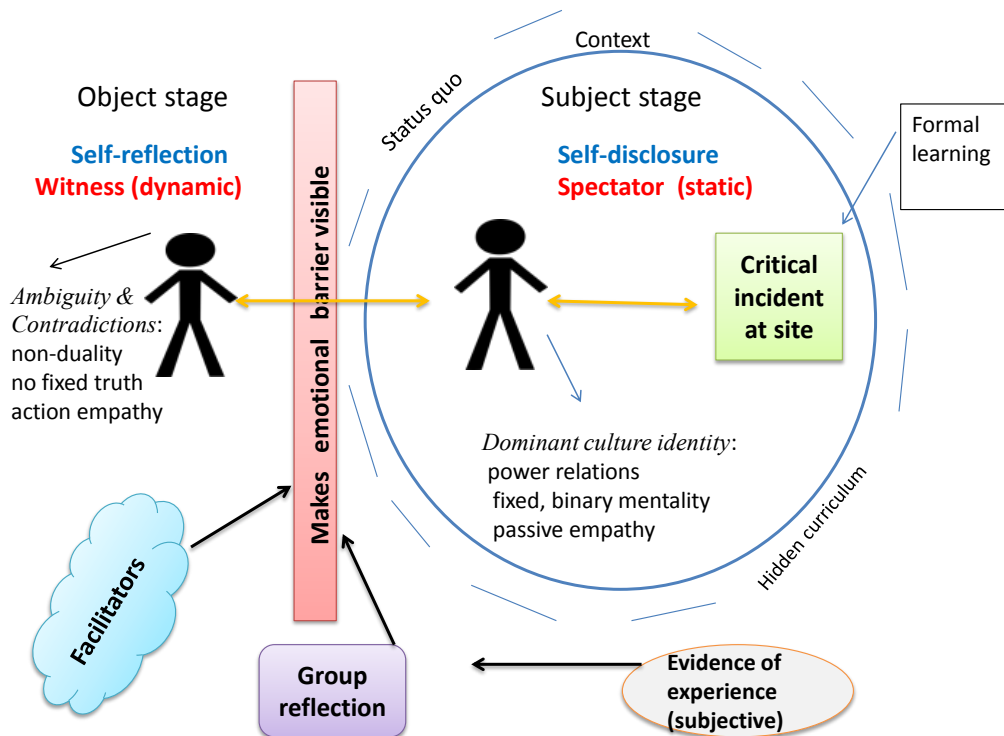 Context
Object stage
Subject stage
Status quo
Formal
learning
Self-reflection
Witness (dynamic)
Self-disclosure
Spectator (static)
Makes emotional barrier visible
Critical
incident
at site
Ambiguity &
Contradictions:
non-duality
no fixed truth
action empathy
Dominant culture identity:
power relations
fixed, binary mentality
passive empathy
Hidden curriculum
Facilitators
Group
reflection
Evidence of
experience
(subjective)